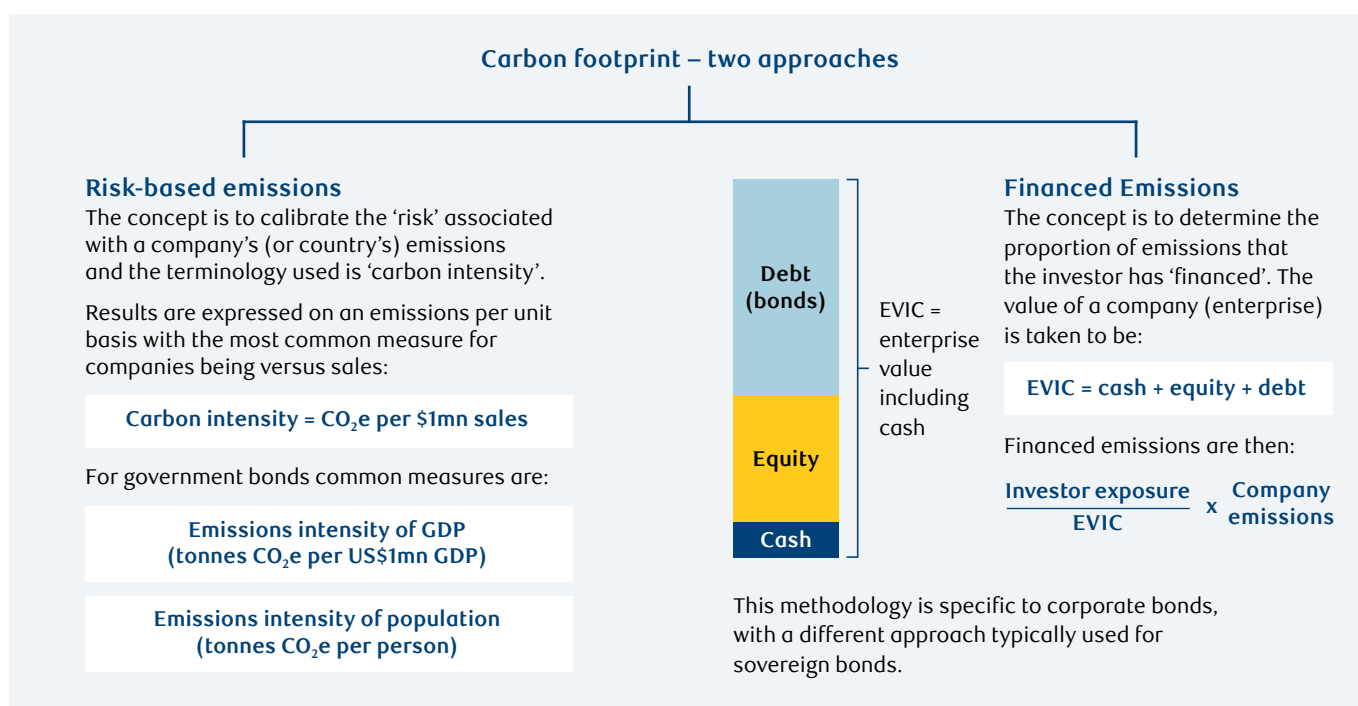 Carbon footprint – two approaches
Risk-based emissions
The concept is to calibrate the ‘risk’ associated
with a company’s (or country’s) emissions
and the terminology used is ‘carbon intensity’.
Results are expressed on an emissions per unit
basis with the most common measure for
companies being versus sales:
Carbon intensity = CO₂e per $1mn sales
For government bonds common measures are:
Emissions intensity of GDP
(tonnes CO₂e per US$1mn GDP)
Emissions intensity of population
(tonnes CO₂e per person)
Debt
(bonds)
Equity
Cash
EVIC =
enterprise
value
including
cash
Financed Emissions
The concept is to determine the
proportion of emissions that
the investor has ‘financed’. The
value of a company (enterprise)
is taken to be:
EVIC = cash + equity + debt
Financed emissions are then:
Investor exposure
EVIC
x
Company
emissions
This methodology is specific to corporate bonds,
with a different approach typically used for
sovereign bonds.